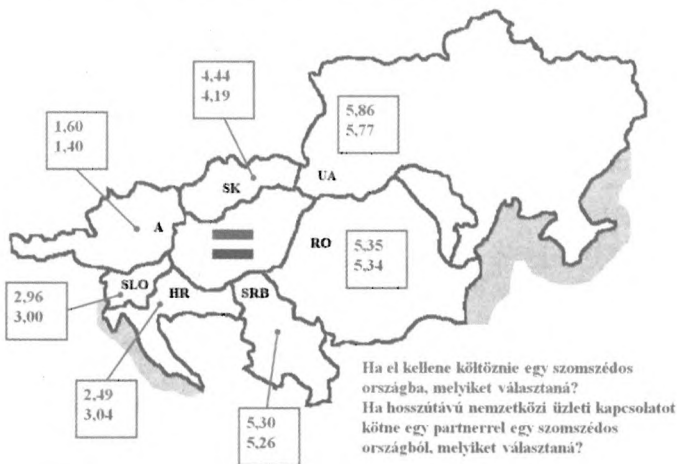 4,44
4,19
5,86
5,77
1,60
1,40
SK
UA
A
RO
5,35
5,34
SLO
HR
SRB
2,96
3,00
2,49
3,04
5,30
5,26
Ha el kellene költöznie egy szomszédos
országba, melyiket választaná?
Ha hosszútávú nemzetközi üzleti kapcsolatot
kötne egy partnerrel egy szomszédos
országból, melyiket választaná?